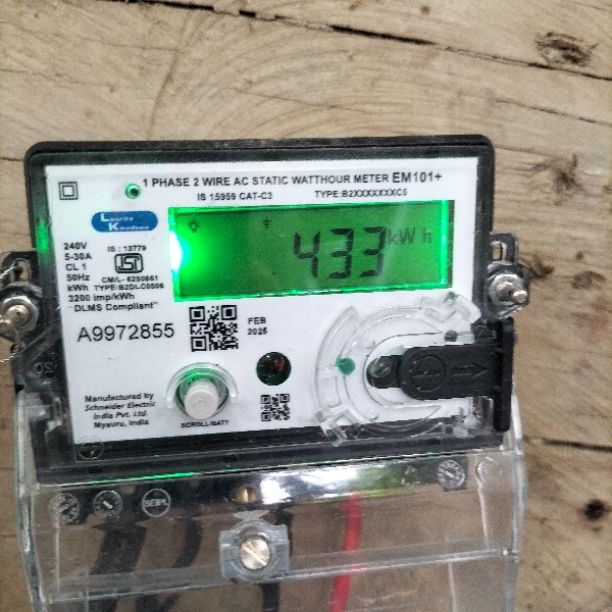 1 PHASE 2 WIRE AC STATIC WATTHOUR METER EM101+
IS 15959 CAT-C3 TYPE:B2XXXXXXXC5
Lauritz
Knudsen
240V
5-30A
CL 1
50Hz
kWh
3200 imp/kWh
"DLMS Compliant"
IS : 13779
ISI
CM/L- 6250661
TYPE:B2DLC0506
433 kWh
A9972855
FEB
2025
Manufactured by
Schneider Electric
India Pvt. Ltd.
Mysuru, India
SCROLL/BATT